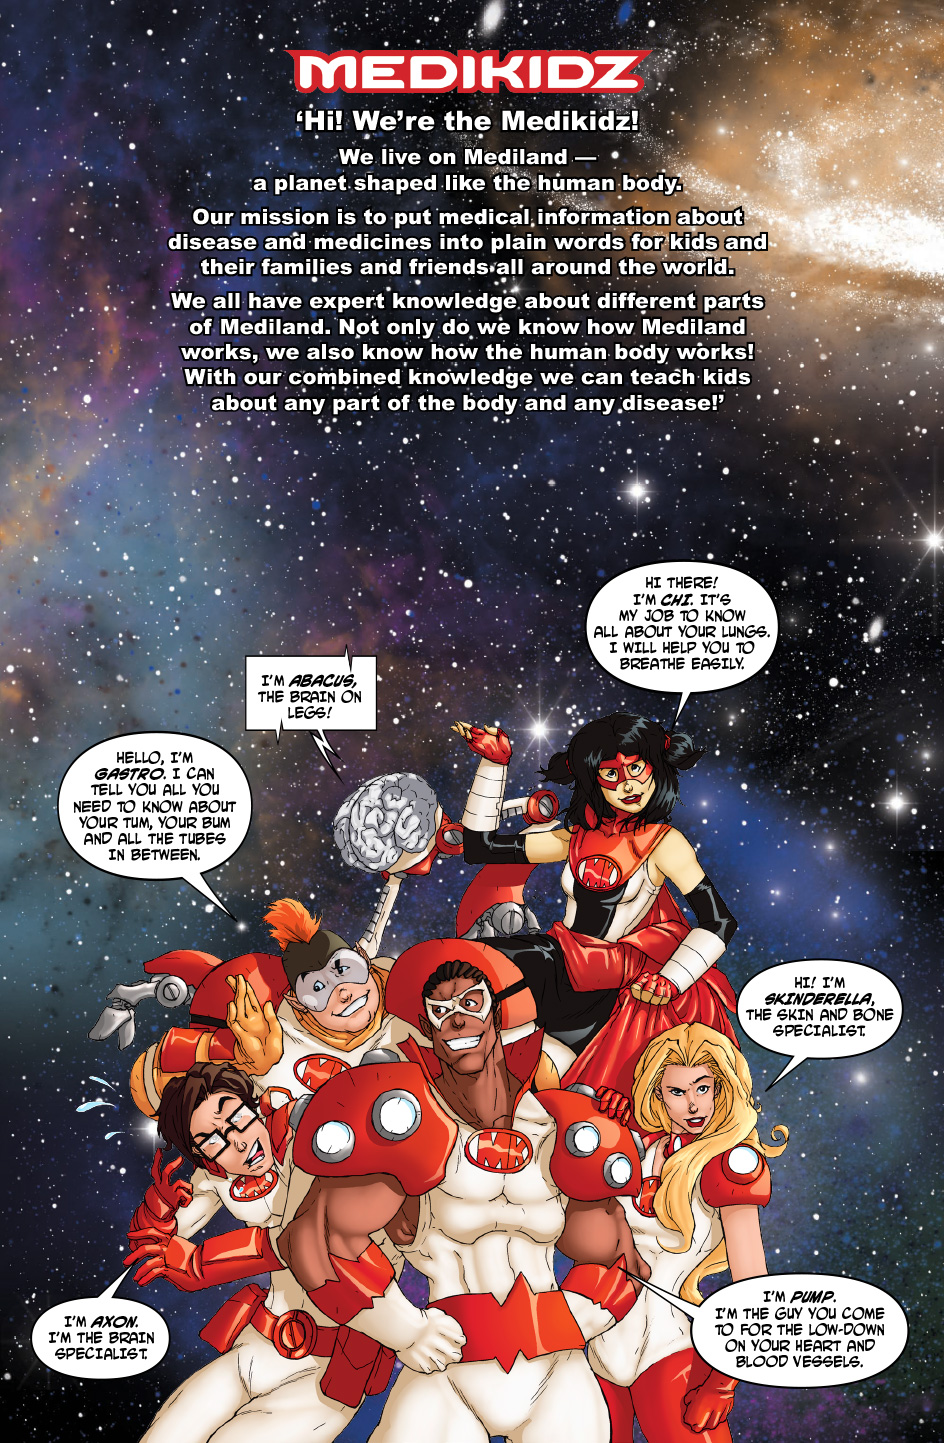 MEDIKIDZ
‘Hi! We’re the Medikidz!
We live on Mediland —
a planet shaped like the human body.
Our mission is to put medical information about
disease and medicines into plain words for kids and
their families and friends all around the world.
We all have expert knowledge about different parts
of Mediland. Not only do we know how Mediland
works, we also know how the human body works!
With our combined knowledge we can teach kids
about any part of the body and any disease!’
HI THERE!
I'M CHI. IT'S
MY JOB TO KNOW
ALL ABOUT YOUR LUNGS.
I WILL HELP YOU TO
BREATHE EASILY.
I'M ABACUS,
THE BRAIN ON
LEGS!
HELLO, I'M
GASTRO. I CAN
TELL YOU ALL YOU
NEED TO KNOW ABOUT
YOUR TUM, YOUR BUM
AND ALL THE TUBES
IN BETWEEN.
HI! I'M
SKINDERELLA,
THE SKIN AND BONE
SPECIALIST.
I'M AXON.
I'M THE BRAIN
SPECIALIST.
I'M PUMP.
I'M THE GUY YOU COME
TO FOR THE LOW-DOWN
ON YOUR HEART AND
BLOOD VESSELS.
MK
MK
MK